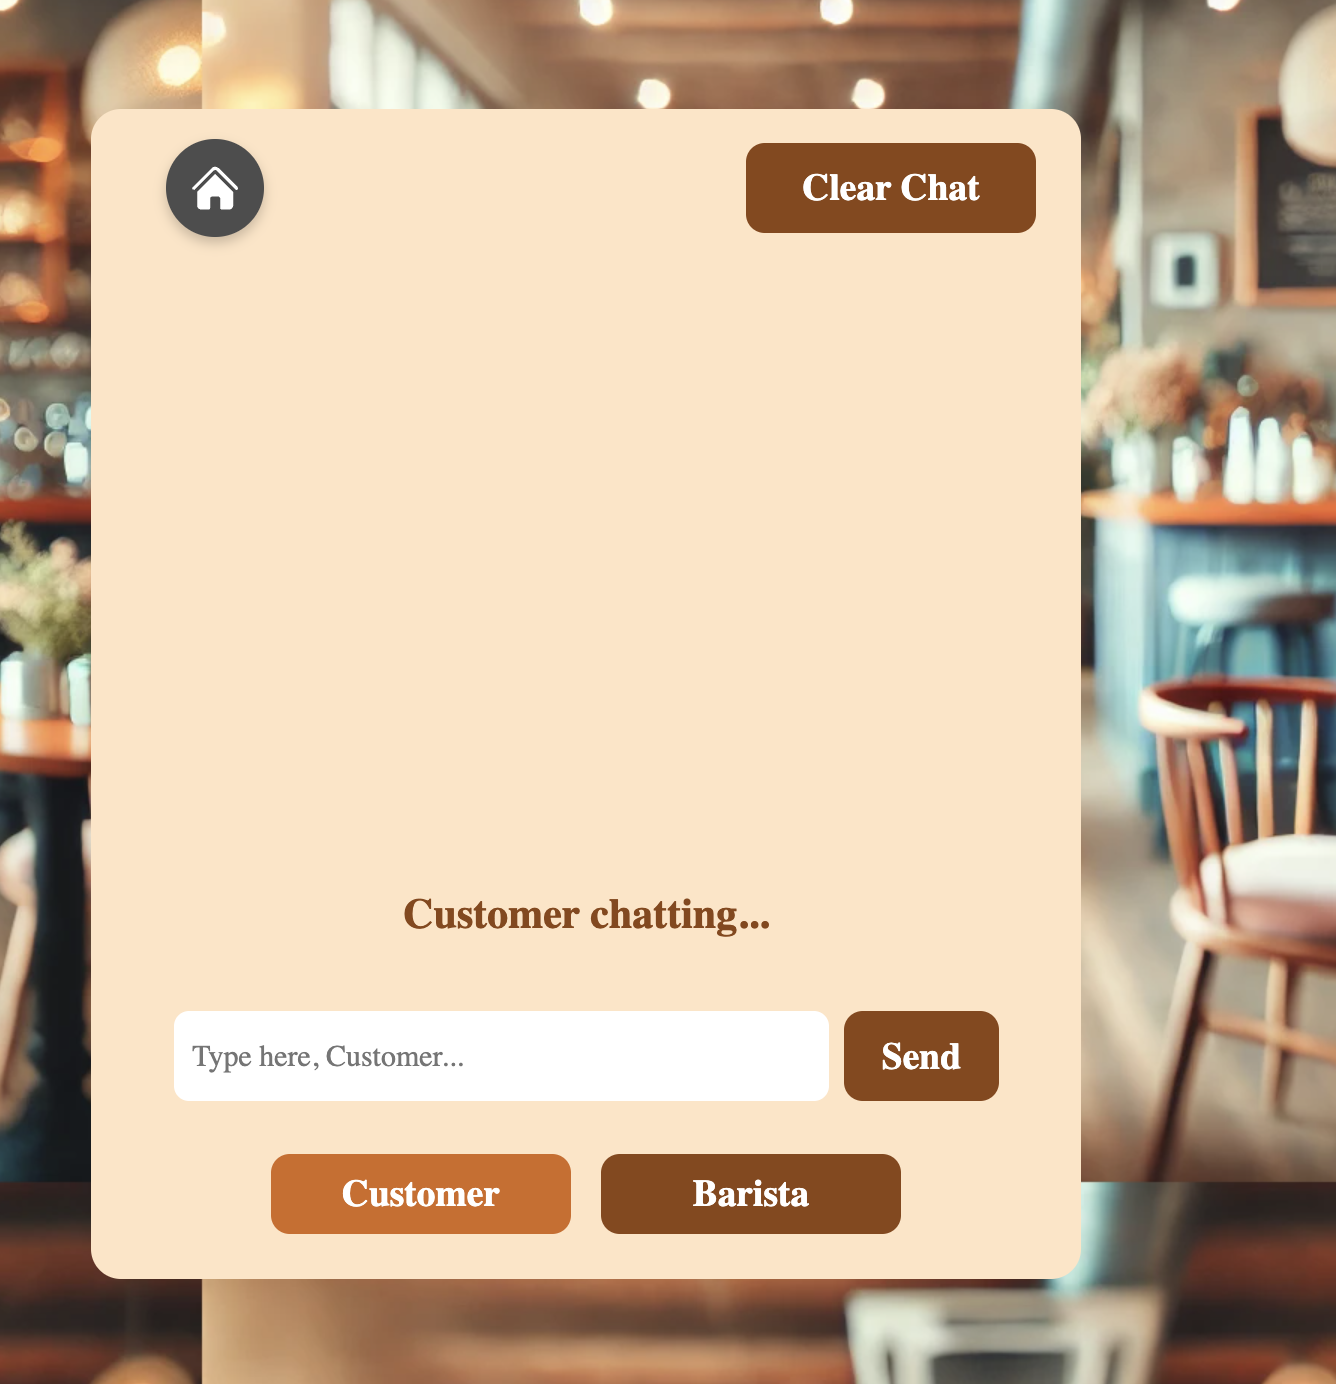 Clear Chat
Customer chatting...
Type here, Customer...
Send
Customer
Barista